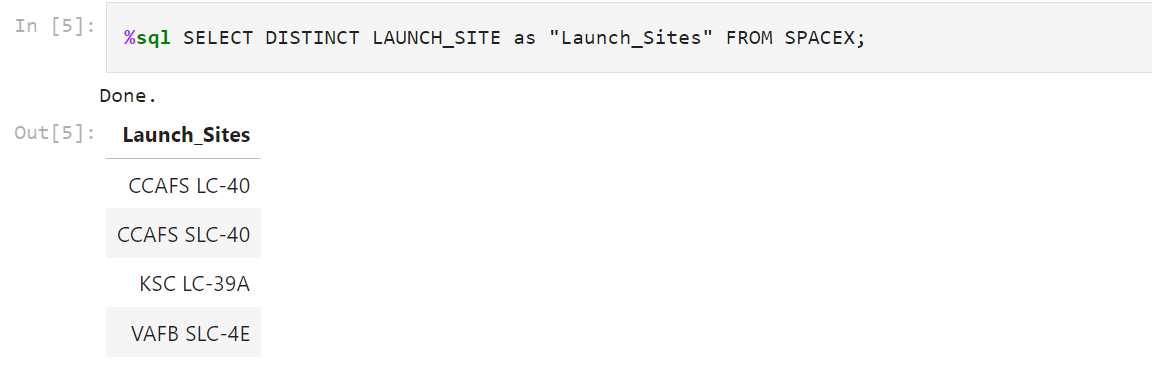 In [5]:
%sql SELECT DISTINCT LAUNCH_SITE as "Launch_Sites" FROM SPACEX;
Done.
Out[5]:
Launch_Sites
CCAFS LC-40
CCAFS SLC-40
KSC LC-39A
VAFB SLC-4E